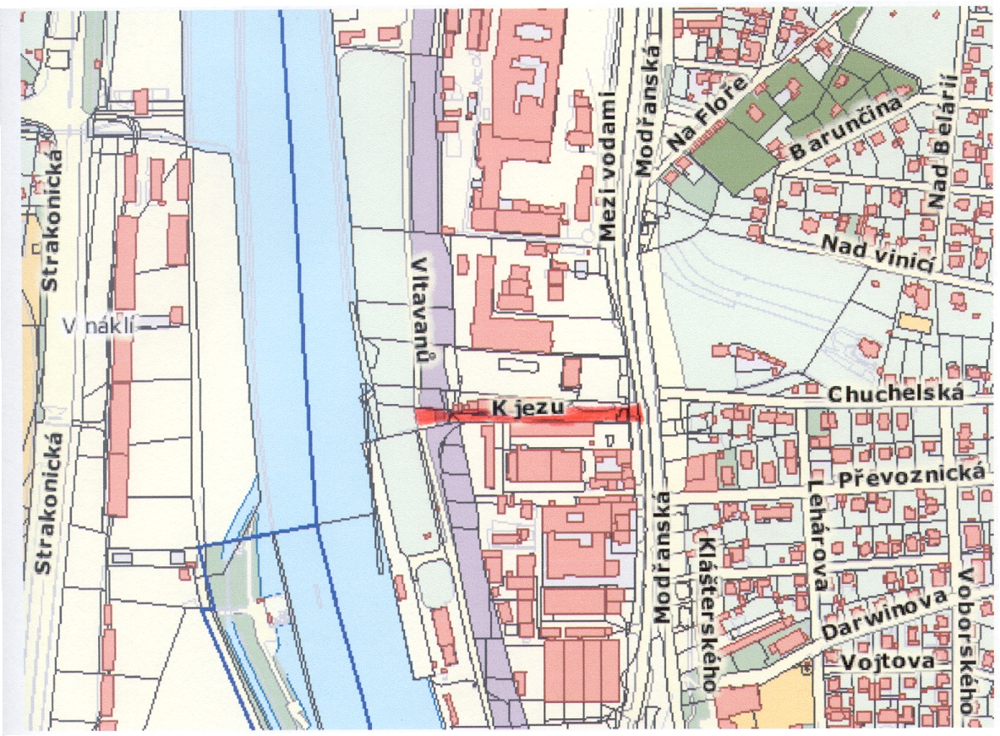 Strakonická
Strakonická
V náklí
Vltavanů
Mezi vodami
Modřanská
Na Floře
Barunčina
Nad Belárií
Nad vinicí
K jezu
Chuchelská
Převoznická
Modřanská
Klášterského
Lehárova
Darwinova
Vojtova
Voborského